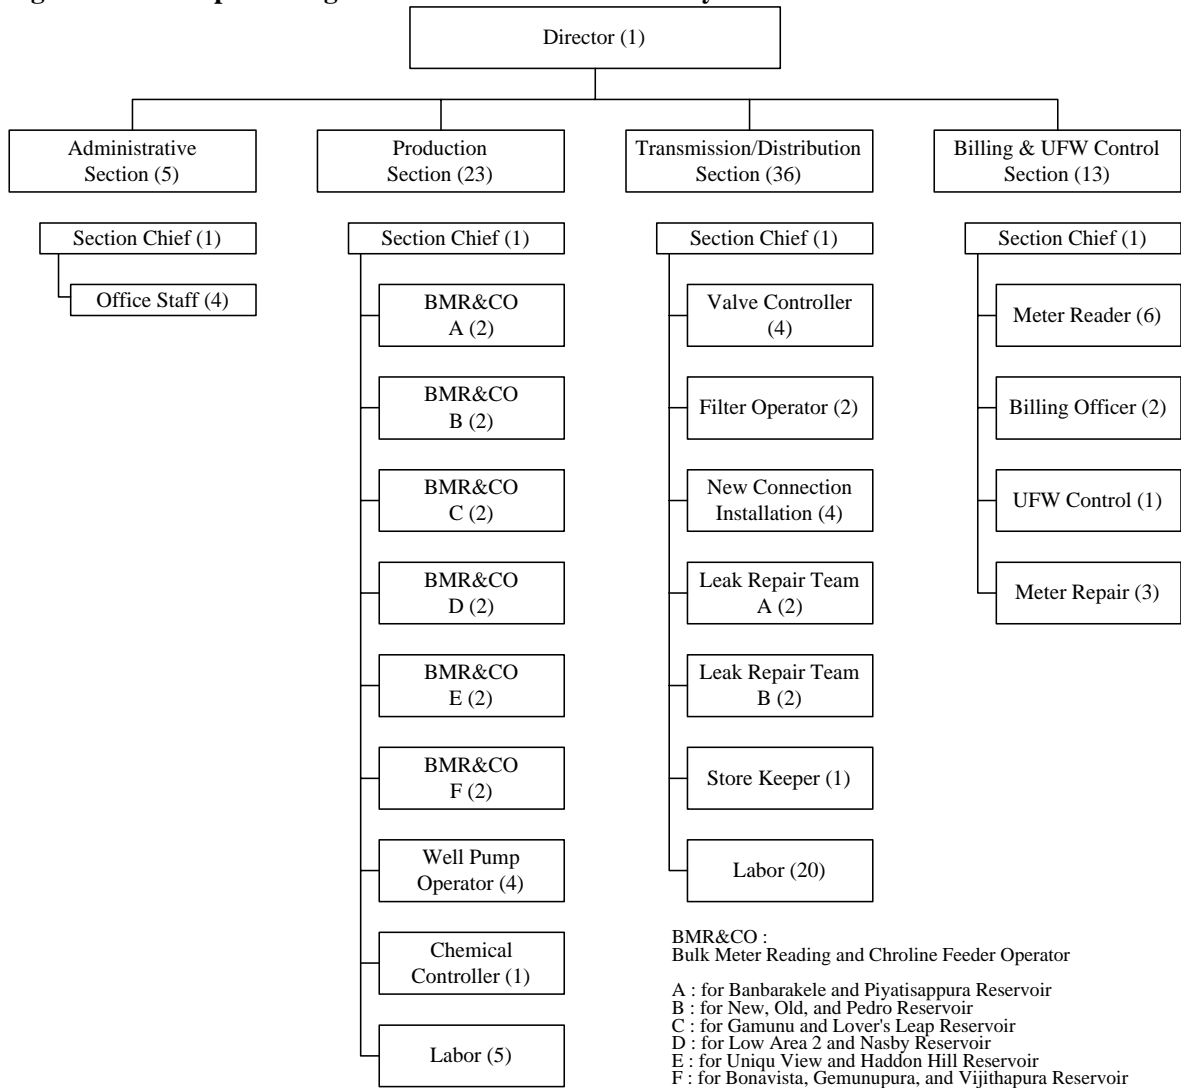 Director (1)
Administrative
Section (5)
Production
Section (23)
Transmission/Distribution
Section (36)
Billing & UFW Control
Section (13)
Section Chief (1)
Office Staff (4)
Section Chief (1)
BMR&CO
A (2)
BMR&CO
B (2)
BMR&CO
C (2)
BMR&CO
D (2)
BMR&CO
E (2)
BMR&CO
F (2)
Well Pump
Operator (4)
Chemical
Controller (1)
Labor (5)
Section Chief (1)
Valve Controller
(4)
Filter Operator (2)
New Connection
Installation (4)
Leak Repair Team
A (2)
Leak Repair Team
B (2)
Store Keeper (1)
Labor (20)
Section Chief (1)
Meter Reader (6)
Billing Officer (2)
UFW Control (1)
Meter Repair (3)
BMR&CO :
Bulk Meter Reading and Chroline Feeder Operator
A : for Banbarakele and Piyatisappura Reservoir
B : for New, Old, and Pedro Reservoir
C : for Gamunu and Lover's Leap Reservoir
D : for Low Area 2 and Nasby Reservoir
E : for Uniqu View and Haddon Hill Reservoir
F : for Bonavista, Gemunupura, and Vijithapura Reservoir